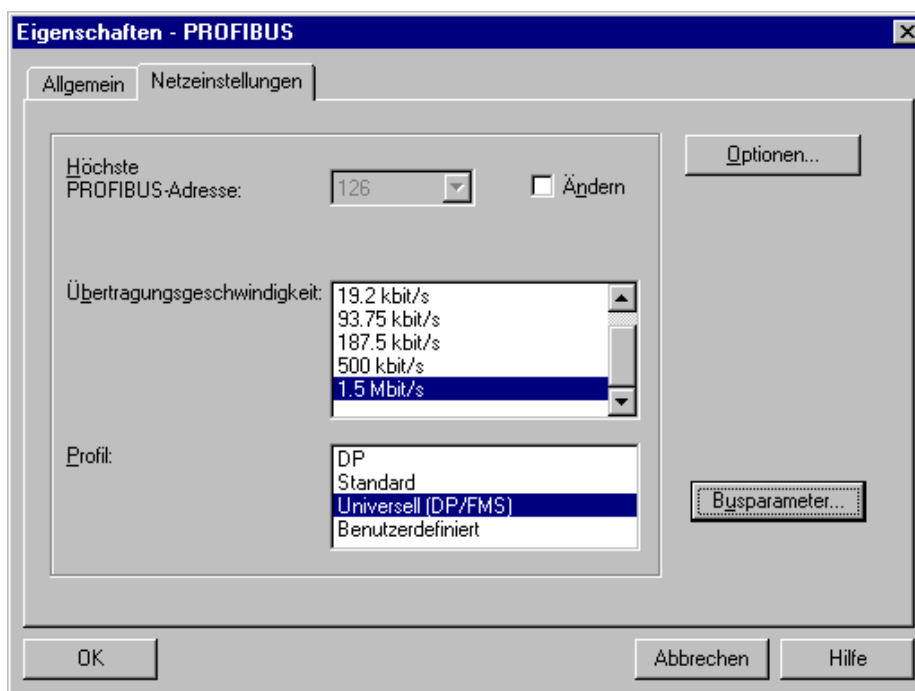 Eigenschaften - PROFIBUS
Allgemein
Netzeinstellungen
Höchste
PROFIBUS-Adresse:
126
Ändern
Optionen...
Übertragungsgeschwindigkeit:
19.2 kbit/s
93.75 kbit/s
187.5 kbit/s
500 kbit/s
1.5 Mbit/s
Profil:
DP
Standard
Universell (DP/FMS)
Benutzerdefiniert
Busparameter...
OK
Abbrechen
Hilfe